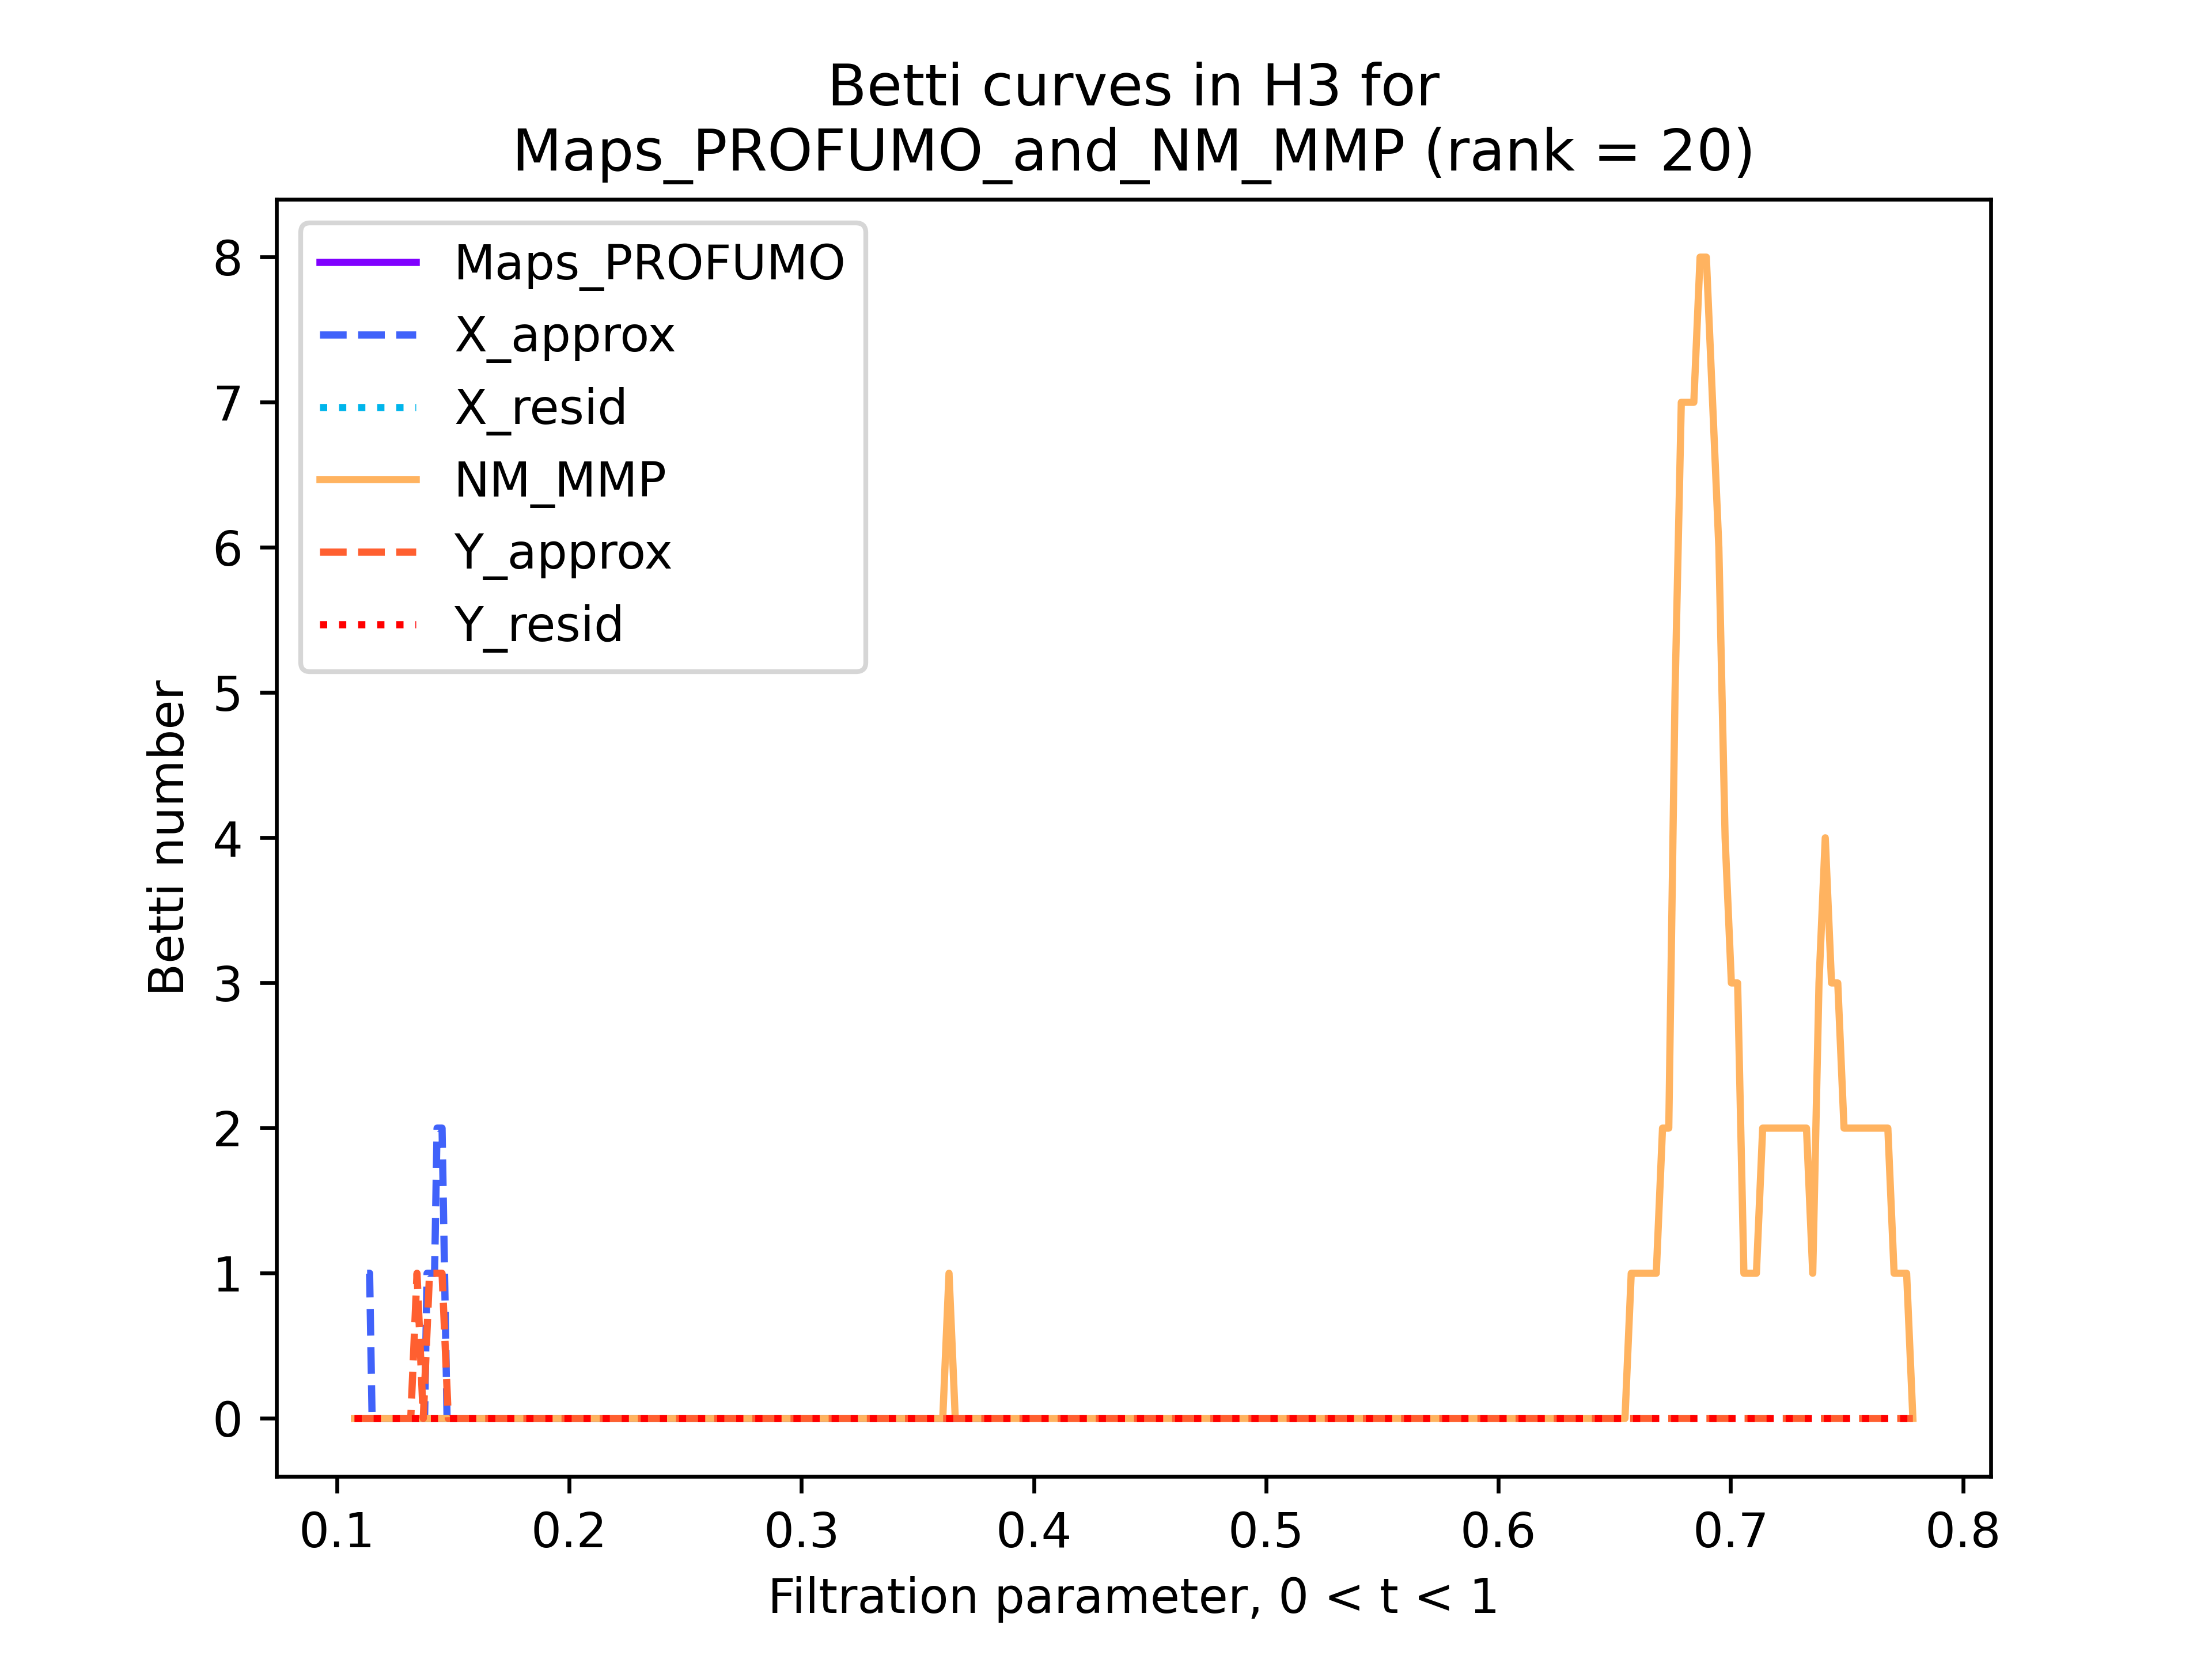 Betti curves in H3 for
Maps_PROFUMO_and_NM_MMP (rank = 20)
Maps_PROFUMO
X_approx
X_resid
NM_MMP
Y_approx
Y_resid
Betti number
8
7
6
5
4
3
2
1
0
0.1 0.2 0.3 0.4 0.5 0.6 0.7 0.8
Filtration parameter, 0 < t < 1